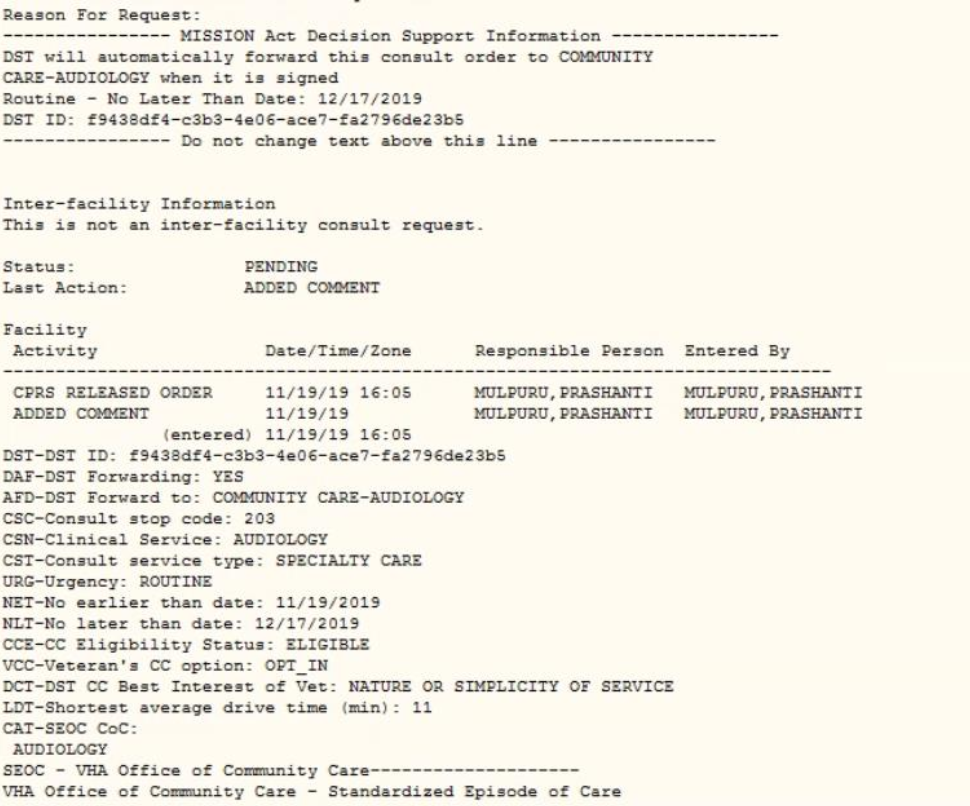 Reason For Request:
---------------- MISSION Act Decision Support Information ----------------
DST will automatically forward this consult order to COMMUNITY
CARE-AUDIOLOGY when it is signed
Routine - No Later Than Date: 12/17/2019
DST ID: f9438df4-c3b3-4e06-ace7-fa2796de23b5
---------------- Do not change text above this line ----------------
Inter-facility Information
This is not an inter-facility consult request.
Status: PENDING
Last Action: ADDED COMMENT
Facility
Activity Date/Time/Zone Responsible Person Entered By
-------------------------------------------------------------------------------
CPRS RELEASED ORDER 11/19/19 16:05 MULPURU,PRASHANTI MULPURU,PRASHANTI
ADDED COMMENT 11/19/19 MULPURU,PRASHANTI MULPURU,PRASHANTI
(entered) 11/19/19 16:05
DST-DST ID: f9438df4-c3b3-4e06-ace7-fa2796de23b5
DAF-DST Forwarding: YES
AFD-DST Forward to: COMMUNITY CARE-AUDIOLOGY
CSC-Consult stop code: 203
CSN-Clinical Service: AUDIOLOGY
CST-Consult service type: SPECIALTY CARE
URG-Urgency: ROUTINE
NET-No earlier than date: 11/19/2019
NLT-No later than date: 12/17/2019
CCE-CC Eligibility Status: ELIGIBLE
VCC-Veteran's CC option: OPT_IN
DCT-DST CC Best Interest of Vet: NATURE OR SIMPLICITY OF SERVICE
LDT-Shortest average drive time (min): 11
CAT-SEOC CoC:
AUDIOLOGY
SEOC - VHA Office of Community Care--------------------
VHA Office of Community Care - Standardized Episode of Care